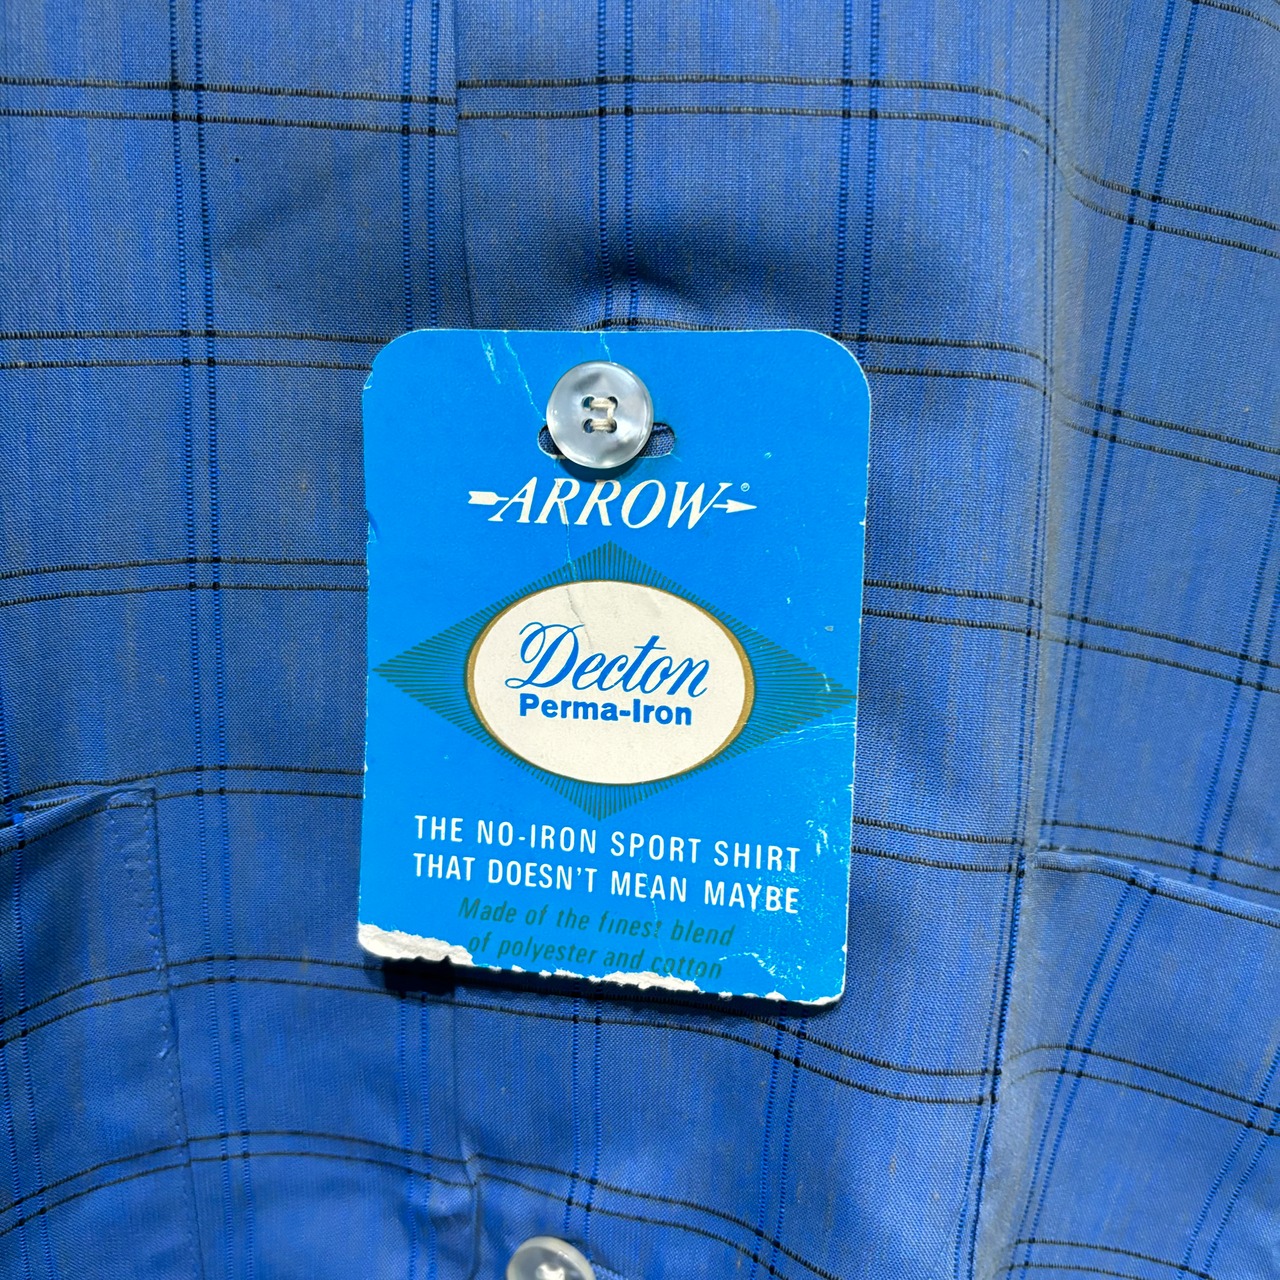 ARROW®
Decton
Perma-Iron
THE NO-IRON SPORT SHIRT
THAT DOESN'T MEAN MAYBE
Made of the finest blend
of polyester and cotton